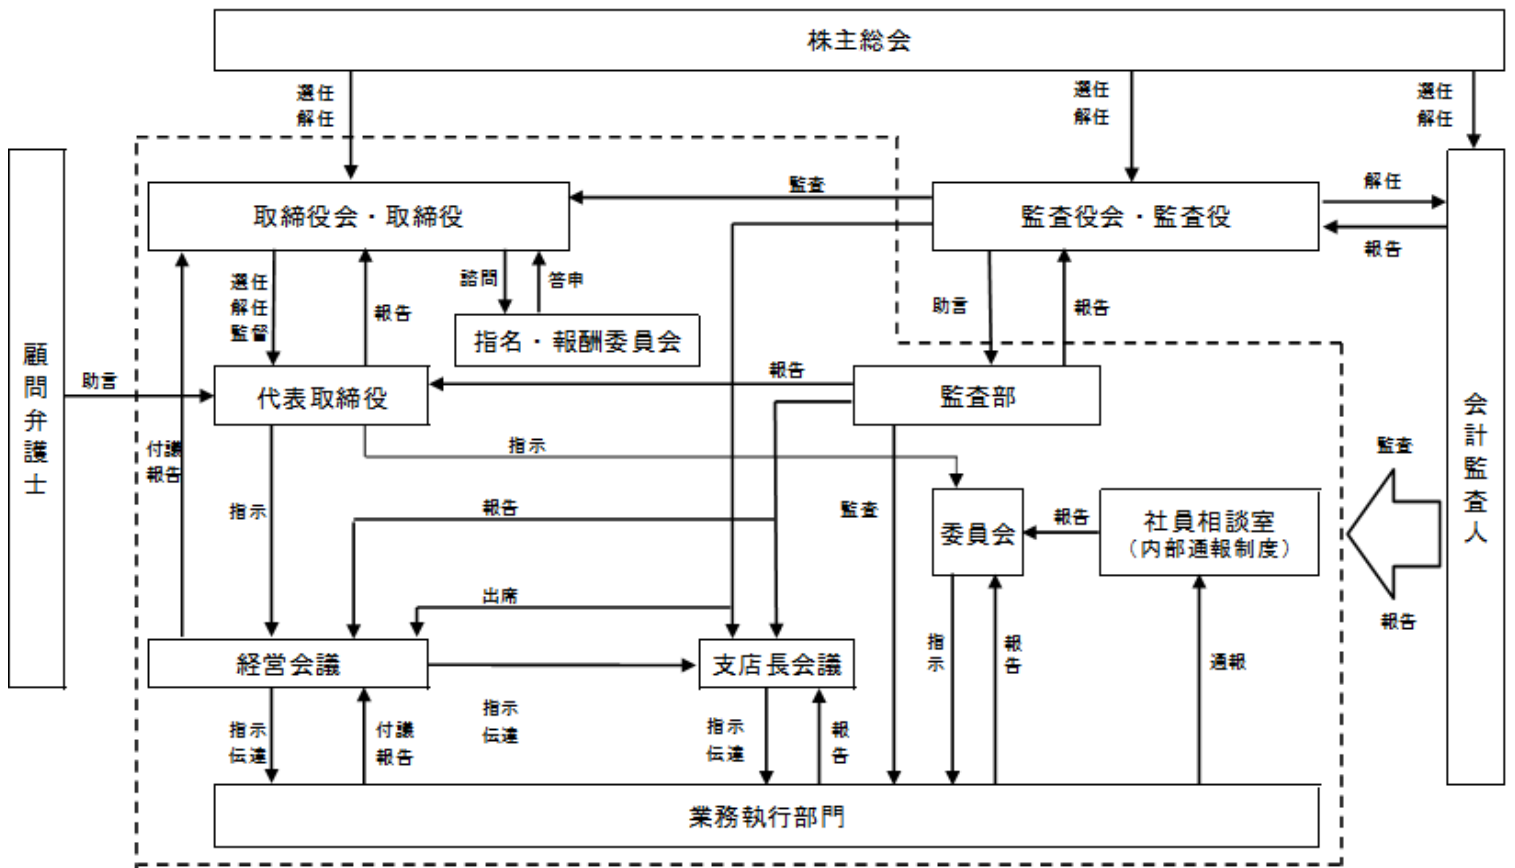 株主総会
選任
解任
選任
解任
選任
解任
顧問弁護士
取締役会・取締役
監査
監査役会・監査役
解任
報告
会計監査人
選任
解任
監督
報告
諮問
答申
指名・報酬委員会
助言
報告
助言
代表取締役
報告
監査部
付議
報告
指示
指示
報告
監査
委員会
報告
社員相談室
(内部通報制度)
監査
報告
出席
経営会議
支店長会議
指示
伝達
指示
報告
通報
指示
伝達
付議
報告
指示
伝達
報告
業務執行部門